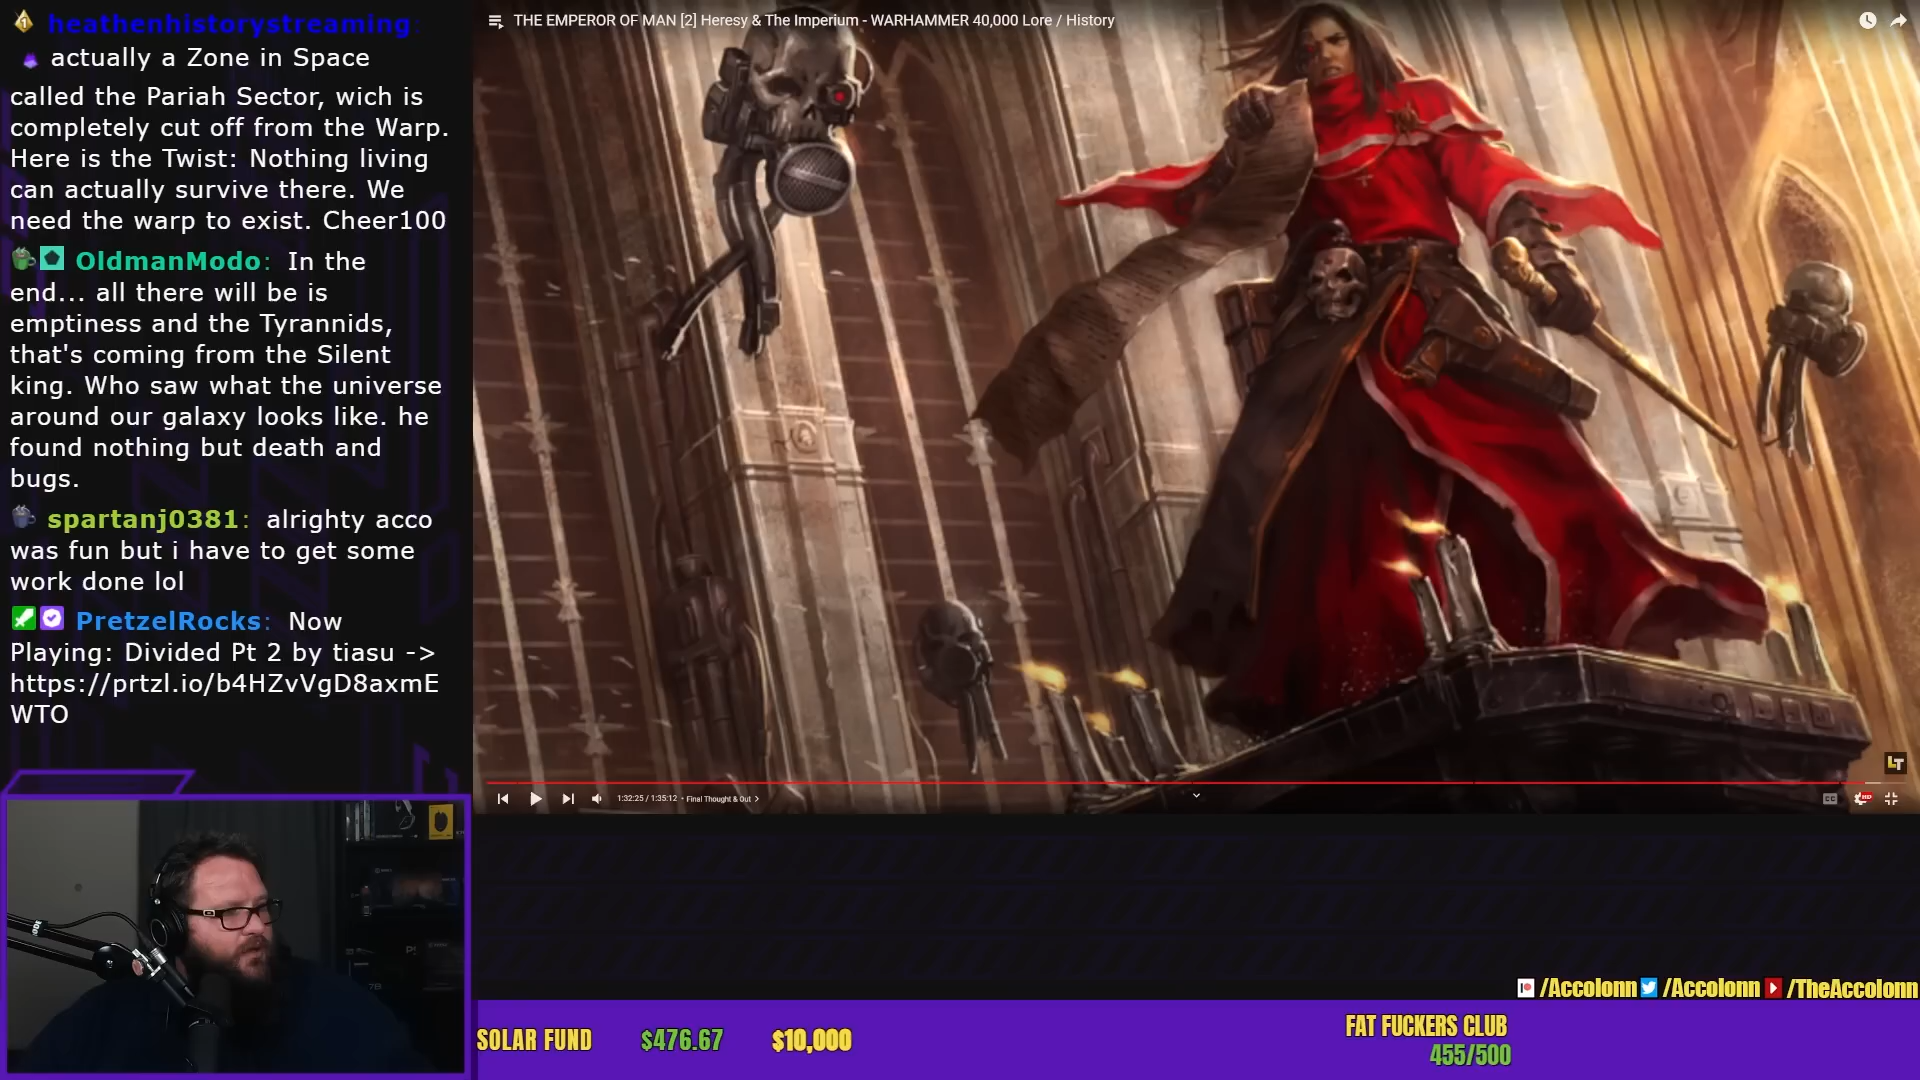 heathenhistorystreaming:
actually a Zone in Space
called the Pariah Sector, wich is
completely cut off from the Warp.
Here is the Twist: Nothing living
can actually survive there. We
need the warp to exist. Cheer100
OldmanModo: In the
end... all there will be is
emptiness and the Tyrannids,
that's coming from the Silent
king. Who saw what the universe
around our galaxy looks like. he
found nothing but death and
bugs.
spartanj0381: alrighty acco
was fun but i have to get some
work done lol
PretzelRocks: Now
Playing: Divided Pt 2 by tiasu ->
https://prtzl.io/b4HZvVgD8axmE
WTO
THE EMPEROR OF MAN [2] Heresy & The Imperium - WARHAMMER 40,000 Lore / History
LT
1:32:25 / 1:35:12 • Final Thought & Out >
CC
HD
/Accolonn /Accolonn /TheAccolonn
SOLAR FUND $476.67 $10,000
FAT FUCKERS CLUB
455/500